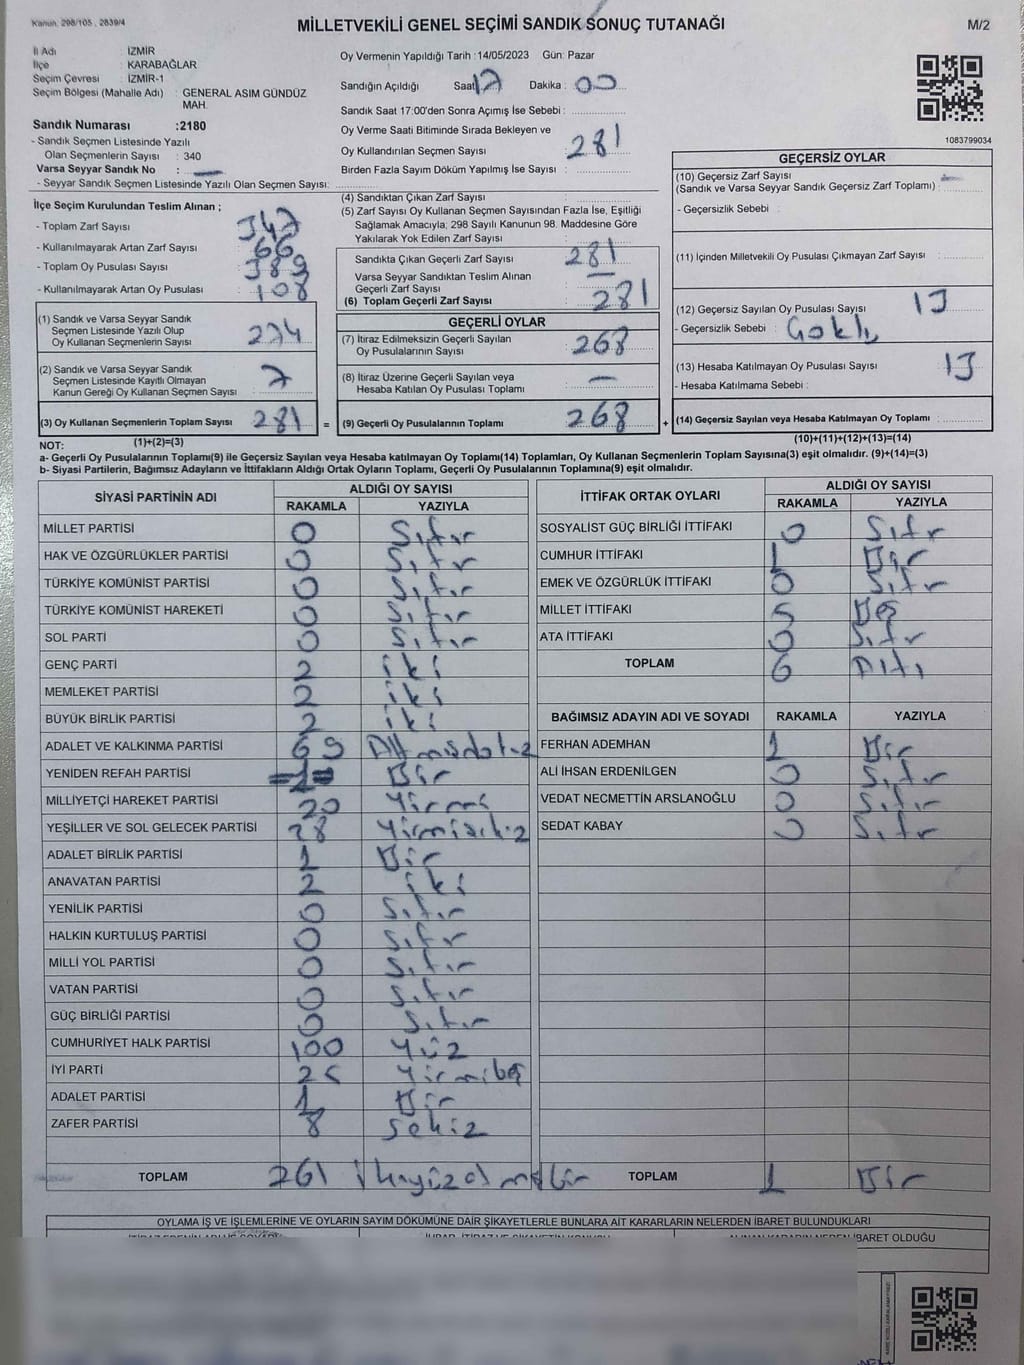 Kanun: 298/105 , 2839/4
MİLLETVEKİLİ GENEL SEÇİMİ SANDIK SONUÇ TUTANAĞI
M/2
İl Adı : İZMİR
İlçe : KARABAĞLAR
Seçim Çevresi : İZMİR-1
Seçim Bölgesi (Mahalle Adı) : GENERAL ASIM GÜNDÜZ MAH.
Sandık Numarası :2180
- Sandık Seçmen Listesinde Yazılı
Olan Seçmenlerin Sayısı : 340
Varsa Seyyar Sandık No : —
- Seyyar Sandık Seçmen Listesinde Yazılı Olan Seçmen Sayısı:
Oy Vermenin Yapıldığı Tarih :14/05/2023 Gün: Pazar
Sandığın Açıldığı Saat 17 Dakika : 00
Sandık Saat 17:00'den Sonra Açımış İse Sebebi :
Oy Verme Saati Bitiminde Sırada Bekleyen ve
Oy Kullandırılan Seçmen Sayısı : 281
Birden Fazla Sayım Döküm Yapılmış İse Sayısı :
1083799034
İlçe Seçim Kurulundan Teslim Alınan ;
- Toplam Zarf Sayısı : 347
- Kullanılmayarak Artan Zarf Sayısı : 66
- Toplam Oy Pusulası Sayısı : 389
- Kullanılmayarak Artan Oy Pusulası : 108
(4) Sandıktan Çıkan Zarf Sayısı :
(5) Zarf Sayısı Oy Kullanan Seçmen Sayısından Fazla İse, Eşitliği
Sağlamak Amacıyla; 298 Sayılı Kanunun 98. Maddesine Göre
Yakılarak Yok Edilen Zarf Sayısı :
Sandıkta Çıkan Geçerli Zarf Sayısı : 281
Varsa Seyyar Sandıktan Teslim Alınan
Geçerli Zarf Sayısı : —
(6) Toplam Geçerli Zarf Sayısı : 281
GEÇERSİZ OYLAR
(10) Geçersiz Zarf Sayısı —
(Sandık ve Varsa Seyyar Sandık Geçersiz Zarf Toplamı) :
- Geçersizlik Sebebi :
(11) İçinden Milletvekili Oy Pusulası Çıkmayan Zarf Sayısı :
(12) Geçersiz Sayılan Oy Pusulası Sayısı : 13
- Geçersizlik Sebebi :
(13) Hesaba Katılmayan Oy Pusulası Sayısı : 13
- Hesaba Katılmama Sebebi :
(14) Geçersiz Sayılan veya Hesaba Katılmayan Oy Toplamı :
(1) Sandık ve Varsa Seyyar Sandık
Seçmen Listesinde Yazılı Olup
Oy Kullanan Seçmenlerin Sayısı : 274
(2) Sandık ve Varsa Seyyar Sandık
Seçmen Listesinde Kayıtlı Olmayan
Kanun Gereği Oy Kullanan Seçmen Sayısı : 7
(3) Oy Kullanan Seçmenlerin Toplam Sayısı : 281
GEÇERLİ OYLAR
(7) İtiraz Edilmeksizin Geçerli Sayılan
Oy Pusulalarının Sayısı : 268
(8) İtiraz Üzerine Geçerli Sayılan veya
Hesaba Katılan Oy Pusulası Toplamı : —
= (9) Geçerli Oy Pusulalarının Toplamı : 268 +
NOT: (1)+(2)=(3)
(10)+(11)+(12)+(13)=(14)
a- Geçerli Oy Pusulalarının Toplamı(9) ile Geçersiz Sayılan veya Hesaba katılmayan Oy Toplamı(14) Toplamları, Oy Kullanan Seçmenlerin Toplam Sayısına(3) eşit olmalıdır. (9)+(14)=(3)
b- Siyasi Partilerin, Bağımsız Adayların ve İttifakların Aldığı Ortak Oyların Toplamı, Geçerli Oy Pusulalarının Toplamına(9) eşit olmalıdır.
SİYASİ PARTİNİN ADI ALDIĞI OY SAYISI
RAKAMLA YAZIYLA
MİLLET PARTİSİ 0 Sıfır
HAK VE ÖZGÜRLÜKLER PARTİSİ 0 Sıfır
TÜRKİYE KOMÜNİST PARTİSİ 0 Sıfır
TÜRKİYE KOMÜNİST HAREKETİ 0 Sıfır
SOL PARTİ 0 Sıfır
GENÇ PARTİ 2 iki
MEMLEKET PARTİSİ 2 iki
BÜYÜK BİRLİK PARTİSİ 2 iki
ADALET VE KALKINMA PARTİSİ 69 Altmışdokuz
YENİDEN REFAH PARTİSİ =1= Bir
MİLLİYETÇİ HAREKET PARTİSİ 20 Yirmi
YEŞİLLER VE SOL GELECEK PARTİSİ 28 Yirmisekiz
ADALET BİRLİK PARTİSİ 1 Bir
ANAVATAN PARTİSİ 2 iki
YENİLİK PARTİSİ 0 Sıfır
HALKIN KURTULUŞ PARTİSİ 0 Sıfır
MİLLİ YOL PARTİSİ 0 Sıfır
VATAN PARTİSİ 0 Sıfır
GÜÇ BİRLİĞİ PARTİSİ 0 Sıfır
CUMHURİYET HALK PARTİSİ 100 Yüz
İYİ PARTİ 25 Yirmibeş
ADALET PARTİSİ 1 Bir
ZAFER PARTİSİ 8 Sekiz
TOPLAM 261 ikiyüzatmışbir
İTTİFAK ORTAK OYLARI ALDIĞI OY SAYISI
RAKAMLA YAZIYLA
SOSYALİST GÜÇ BİRLİĞİ İTTİFAKI 0 Sıfır
CUMHUR İTTİFAKI 1 Bir
EMEK VE ÖZGÜRLÜK İTTİFAKI 0 Sıfır
MİLLET İTTİFAKI 5 Beş
ATA İTTİFAKI 0 Sıfır
TOPLAM 6 Altı
BAĞIMSIZ ADAYIN ADI VE SOYADI RAKAMLA YAZIYLA
FERHAN ADEMHAN 1 Bir
ALİ İHSAN ERDENİLGEN 0 Sıfır
VEDAT NECMETTİN ARSLANOĞLU 0 Sıfır
SEDAT KABAY 0 Sıfır
TOPLAM 1 Bir
OYLAMA İŞ VE İŞLEMLERİNE VE OYLARIN SAYIM DÖKÜMÜNE DAİR ŞİKAYETLERLE BUNLARA AİT KARARLARIN NELERDEN İBARET BULUNDUKLARI